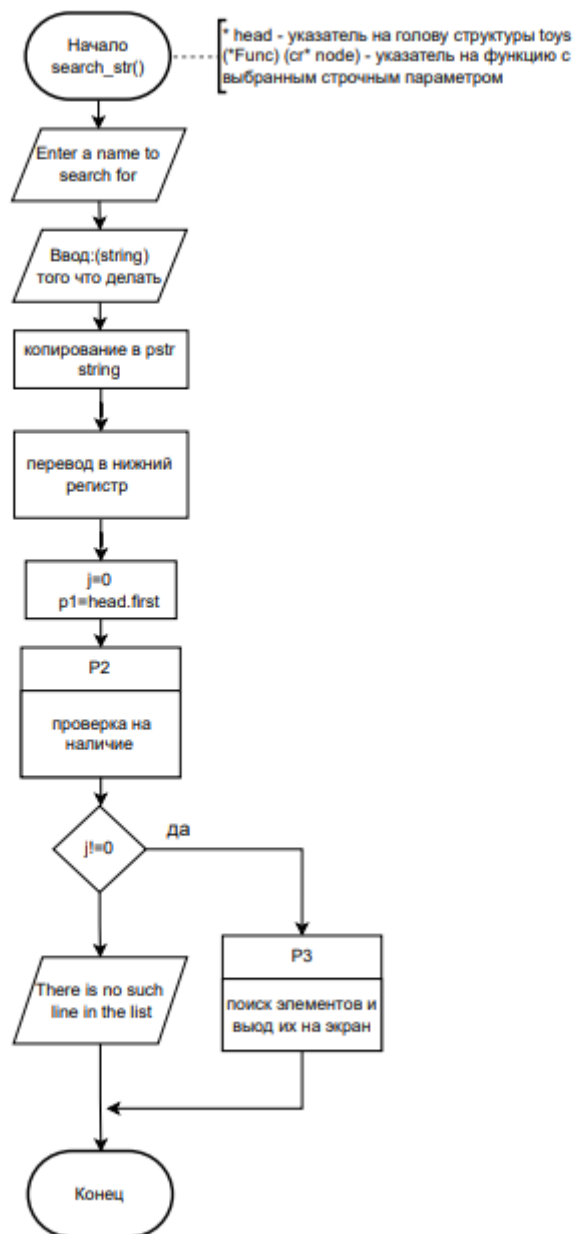 Начало
search_str()
* head - указатель на голову структуры toys
(*Func) (cr* node) - указатель на функцию с
выбранным строчным параметром
Enter a name to
search for
Ввод:(string)
того что делать
копирование в pstr
string
перевод в нижний
регистр
j=0
p1=head.first
P2
проверка на
наличие
j!=0
да
There is no such
line in the list
P3
поиск элементов и
выод их на экран
Конец